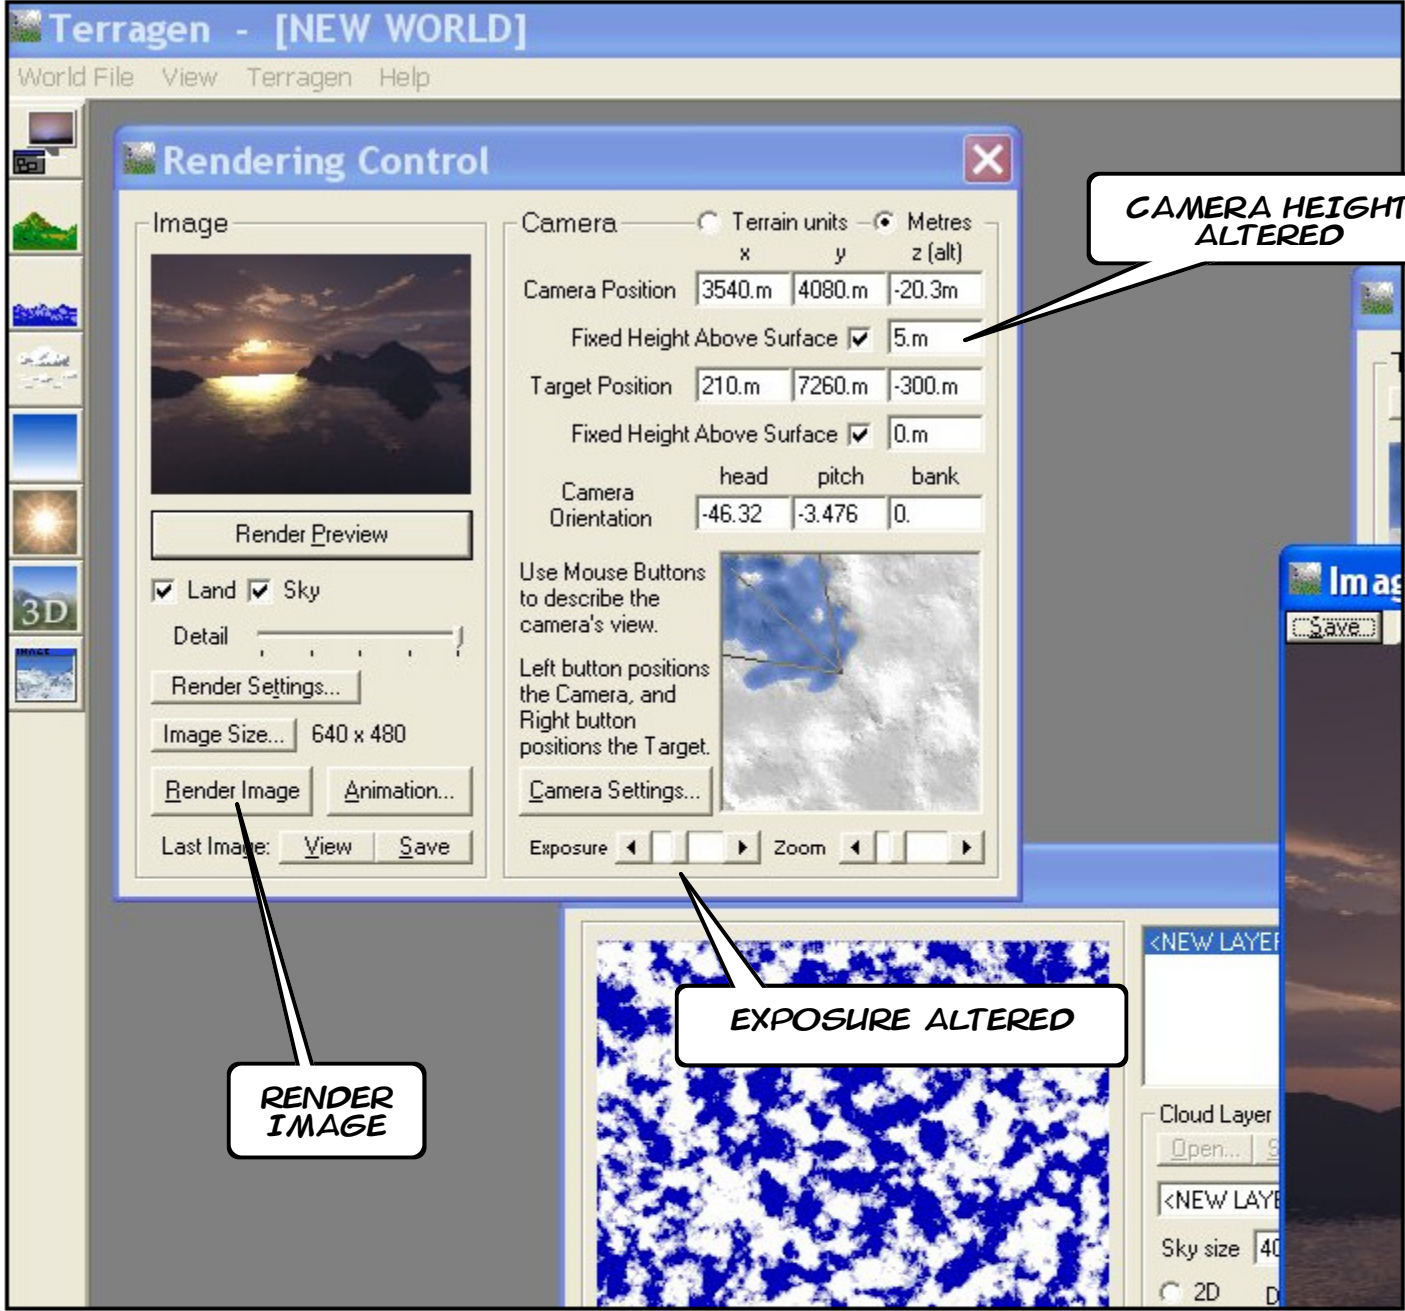 Terragen - [NEW WORLD]
World File View Terragen Help
Rendering Control
Image
Render Preview
Land Sky
Detail
Render Settings...
Image Size... 640 x 480
Render Image Animation...
Last Image: View Save
Camera Terrain units Metres
x y z (alt)
Camera Position 3540.m 4080.m -20.3m
Fixed Height Above Surface 5.m
Target Position 210.m 7260.m -300.m
Fixed Height Above Surface 0.m
head pitch bank
Camera
Orientation -46.32 -3.476 0.
Use Mouse Buttons
to describe the
camera's view.
Left button positions
the Camera, and
Right button
positions the Target.
Camera Settings...
Exposure Zoom
CAMERA HEIGHT
ALTERED
EXPOSURE ALTERED
RENDER
IMAGE
3D
IMAGE
Save
<NEW LAYER
Cloud Layer
Open...
<NEW LAYE
Sky size 40
2D D